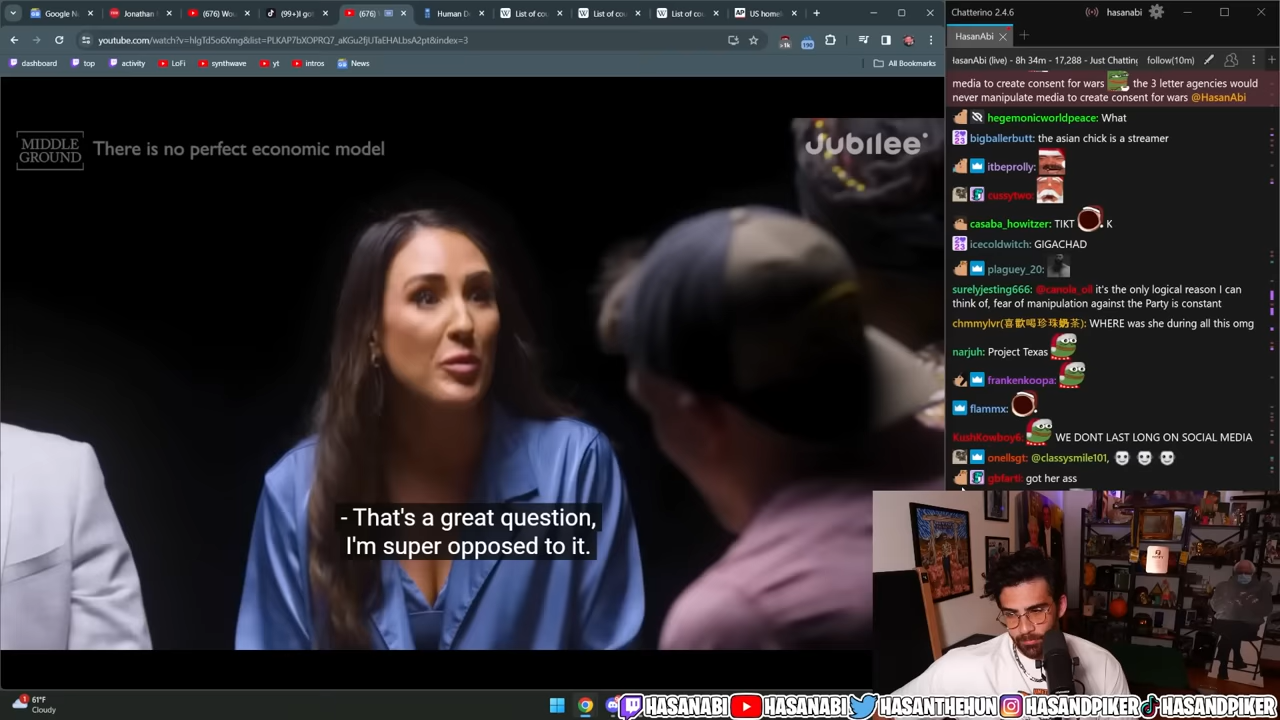 Google N
Jonathan
(676) Wo
(99+) I go
(676)
Human De
List of co
List of co
List of co
AP
US home
youtube.com/watch?v=hlgTd5o6Xmg&list=PLKAP7bXOPRQ7_aKGu2fjUTaEHALbsA2pt&index=3
dashboard
top
activity
LoFi
synthwave
yt
intros
News
All Bookmarks
MIDDLE
GROUND
There is no perfect economic model
Jubilee
- That's a great question,
I'm super opposed to it.
Chatterino 2.4.6
hasanabi
HasanAbi
HasanAbi (live) - 8h 34m - 17,288 - Just Chatting
follow(10m)
media to create consent for wars the 3 letter agencies would
never manipulate media to create consent for wars @HasanAbi
hegemonicworldpeace: What
bigballerbutt: the asian chick is a streamer
itbeprolly:
cussytwo:
casaba_howitzer: TIKT K
icecoldwitch: GIGACHAD
plaguey_20:
surelyjesting666: @canola_oil it's the only logical reason I can
think of, fear of manipulation against the Party is constant
chmmylvr(喜歡喝珍珠奶茶): WHERE was she during all this omg
narjuh: Project Texas
frankenkoopa:
flammx:
KushKowboy6: WE DONT LAST LONG ON SOCIAL MEDIA
onellsgt: @classysmile101,
gbfarti: got her ass
61°F
Cloudy
HASANABI
HASANABI
HASANTHEHUN
HASANDPIKER
HASANDPIKER